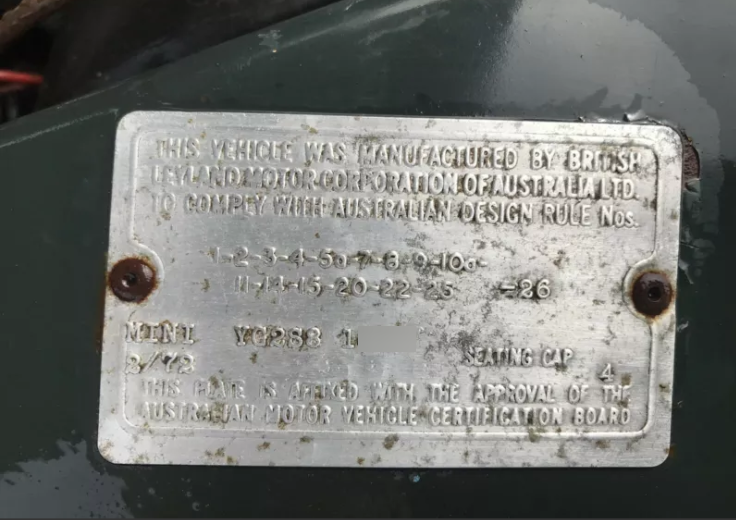 THIS VEHICLE WAS MANUFACTURED BY BRITISH
LEYLAND MOTOR CORPORATION OF AUSTRALIA LTD.
TO COMPLY WITH AUSTRALIAN DESIGN RULE Nos.
1-2-3-4-5a-7-8-9-10a-
11-14-15-20-22-25 -26
MINI YG2S8 1
SEATING CAP 4
3/72
THIS PLATE IS AFFIXED WITH THE APPROVAL OF THE
AUSTRALIAN MOTOR VEHICLE CERTIFICATION BOARD